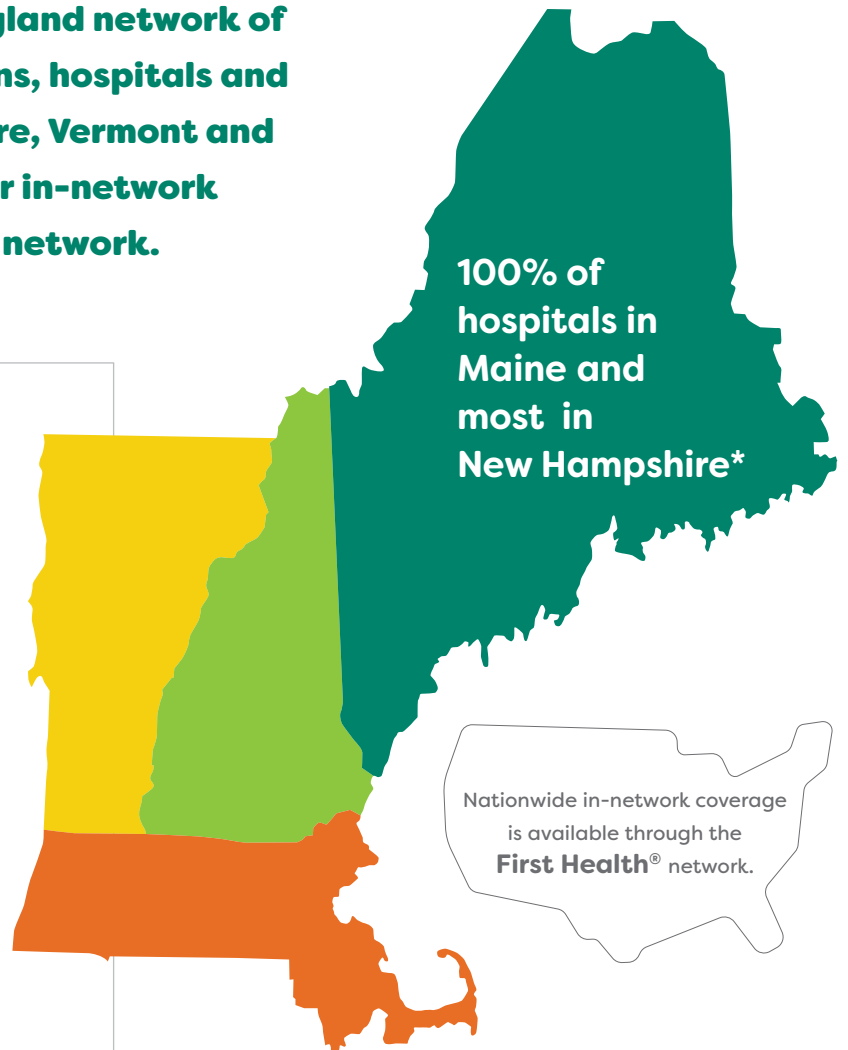 gland network of
ns, hospitals and
re, Vermont and
r in-network
network.
100% of
hospitals in
Maine and
most in
New Hampshire*
Nationwide in-network coverage
is available through the
First Health® network.